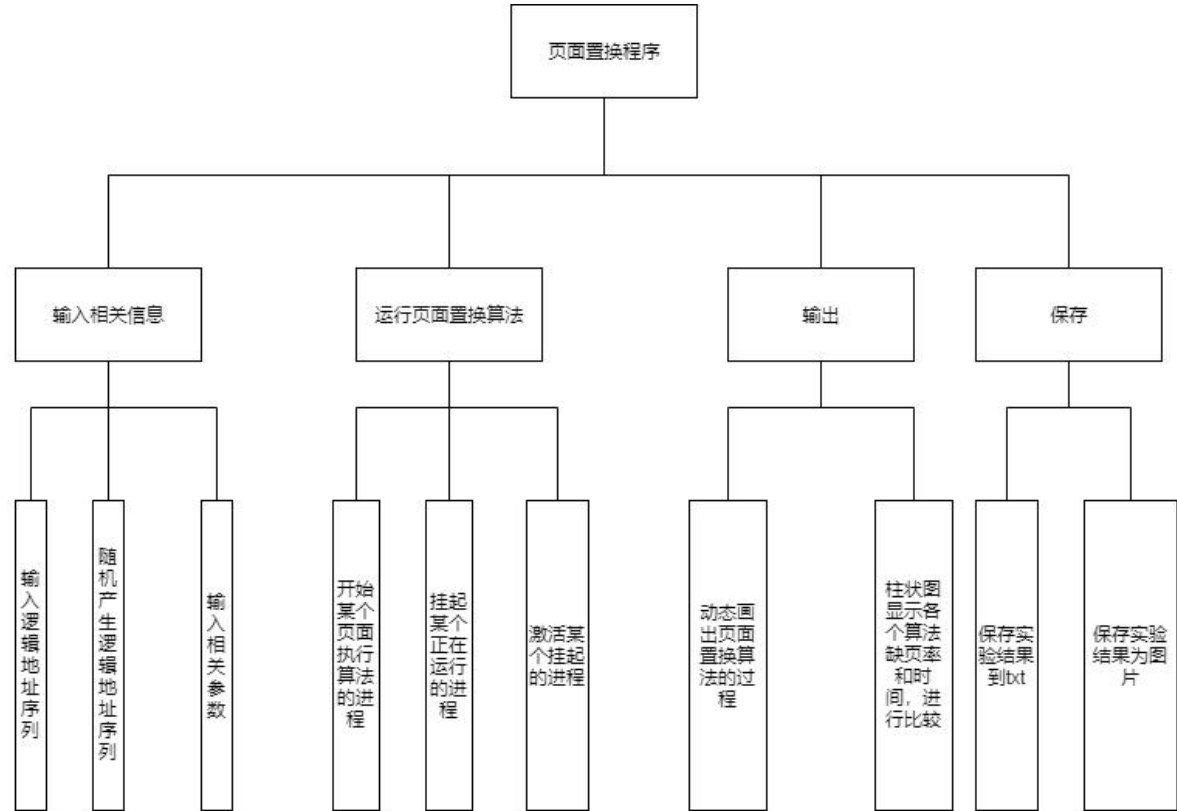 页面置换程序
输入相关信息
运行页面置换算法
输出
保存
输入逻辑地址序列
随机产生逻辑地址序列
输入相关参数
开始
某个
页面
执行
算法
的进
程
挂起
某个
正在
运行
的进
程
激活某
个挂起
的进程
动态画
出页面
置换算
法的过
程
柱状图
显示各
个算法
缺页率
和时
间，进
行比较
保存实
验结果
到txt
保存实验
结果为图
片